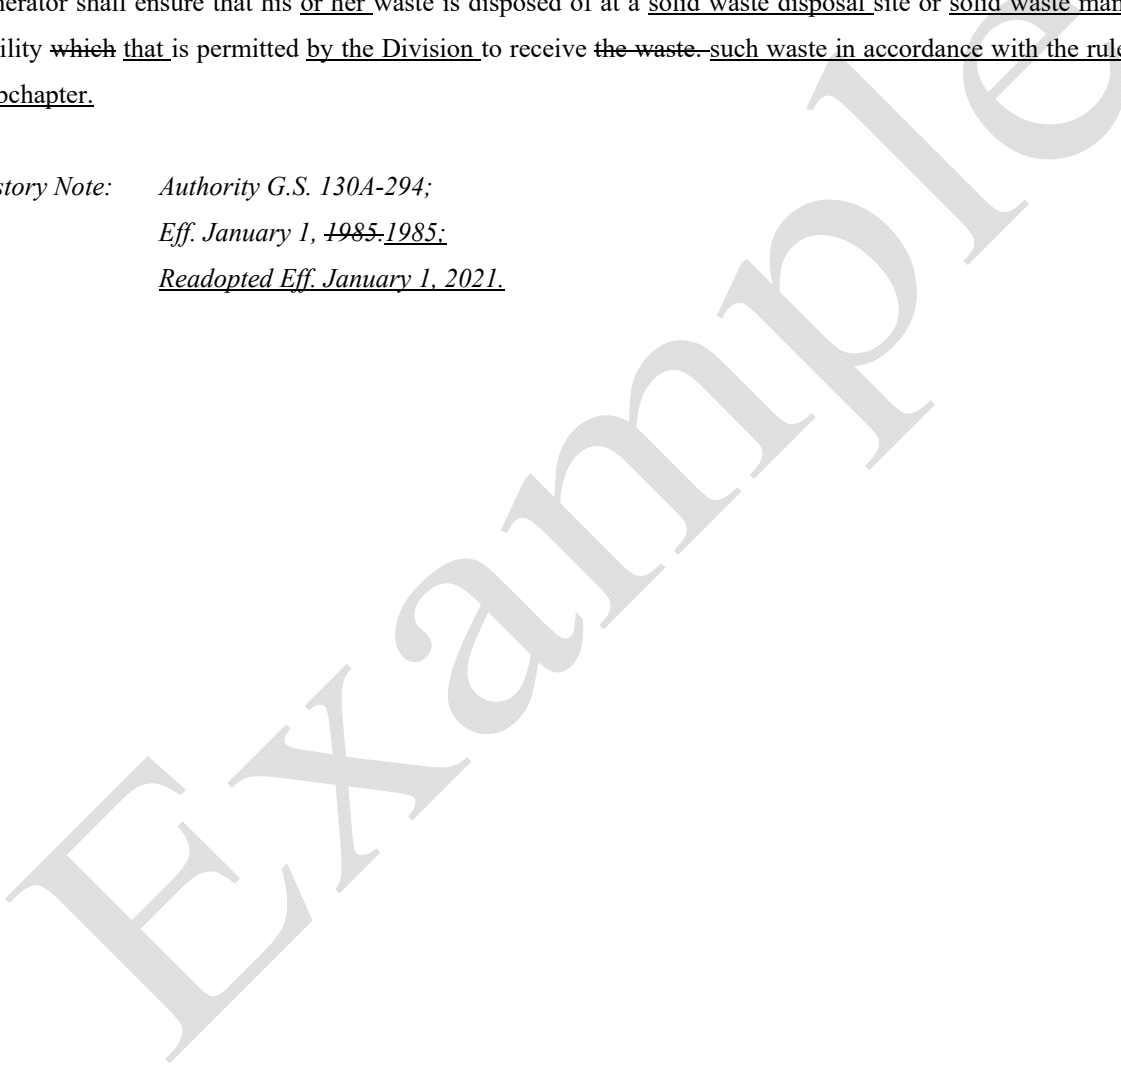 nerator shall ensure that his or her waste is disposed of at a solid waste disposal site or solid waste man
ility which that is permitted by the Division to receive the waste. such waste in accordance with the rule
bchapter.
story Note: Authority G.S. 130A-294;
Eff. January 1, 1985.1985;
Readopted Eff. January 1, 2021.
Example